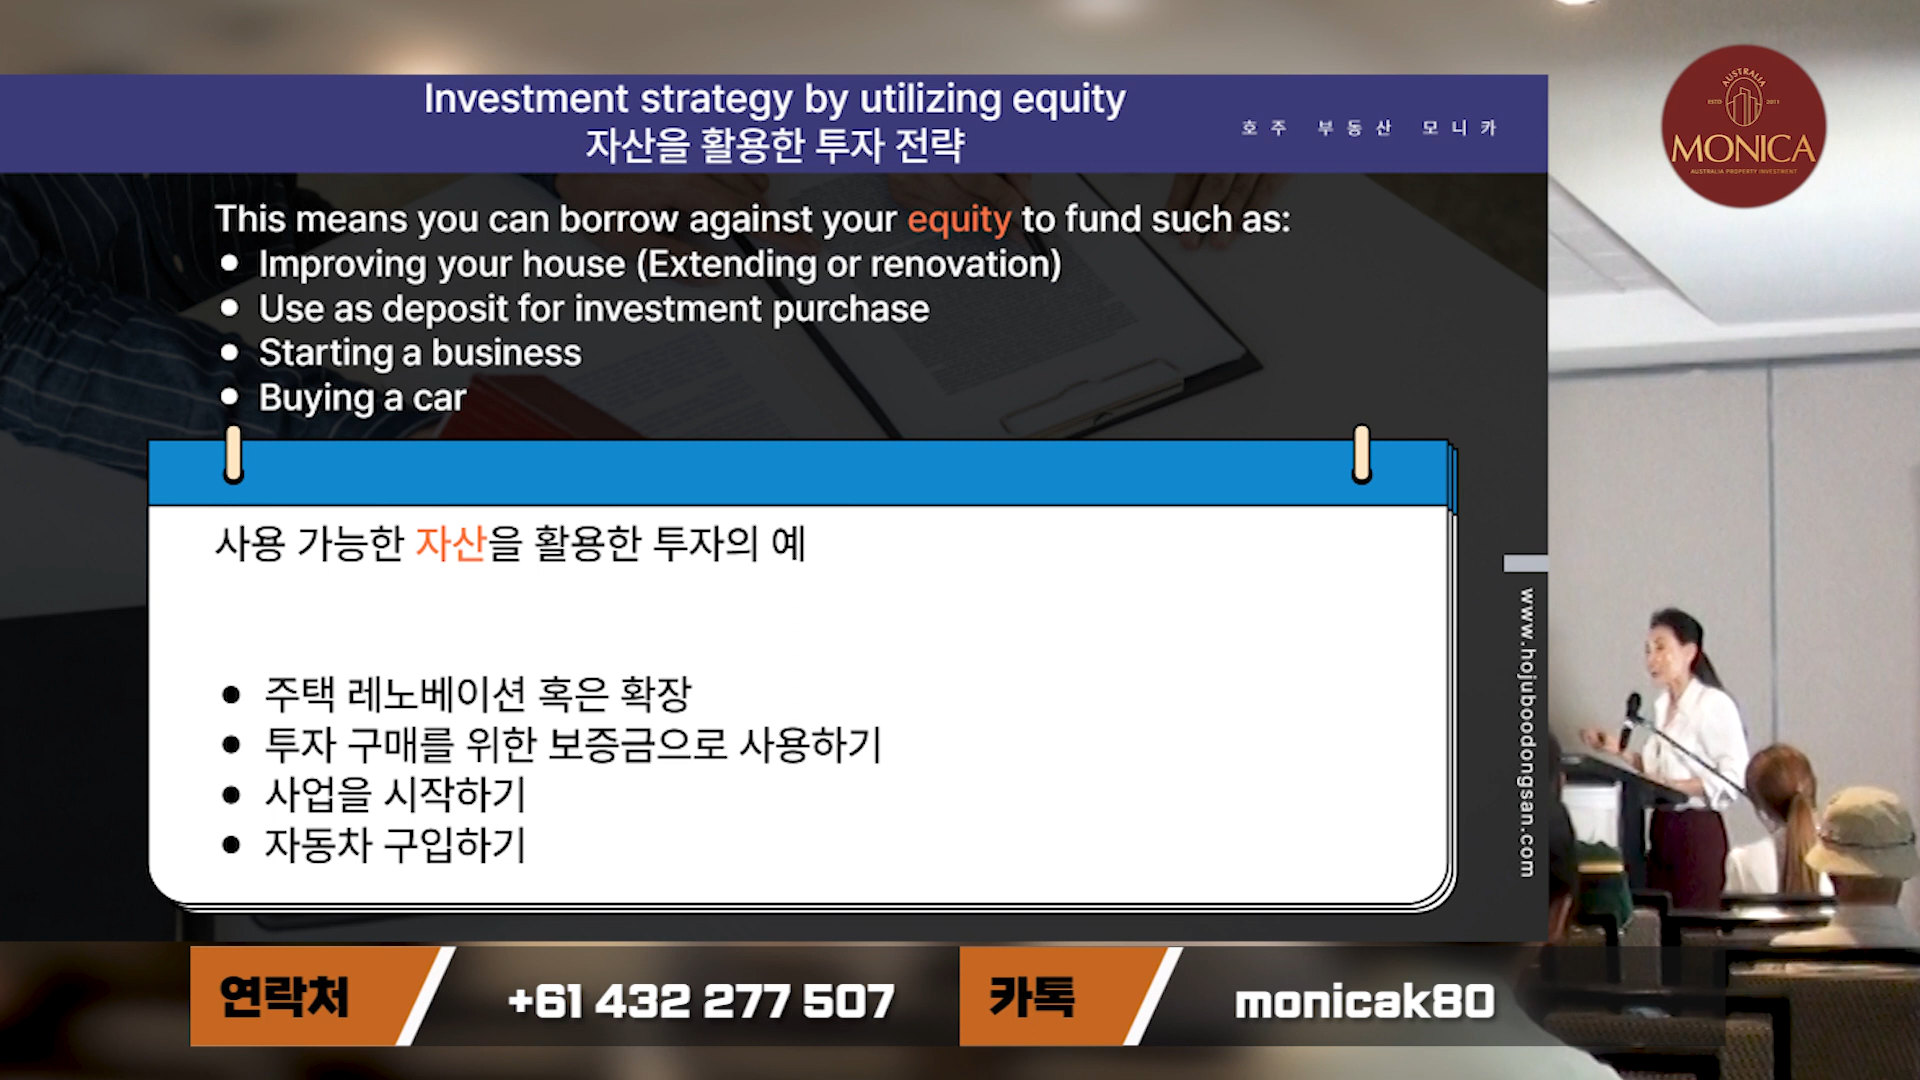 Investment strategy by utilizing equity
자산을 활용한 투자 전략
호주 부동산 모니카
AUSTRALIA
ESTD 2011
MONICA
AUSTRALIA PROPERTY INVESTMENT
This means you can borrow against your equity to fund such as:
• Improving your house (Extending or renovation)
• Use as deposit for investment purchase
• Starting a business
• Buying a car
사용 가능한 자산을 활용한 투자의 예
• 주택 레노베이션 혹은 확장
• 투자 구매를 위한 보증금으로 사용하기
• 사업을 시작하기
• 자동차 구입하기
www.hojuboodongsan.com
연락처 +61 432 277 507 카톡 monicak80